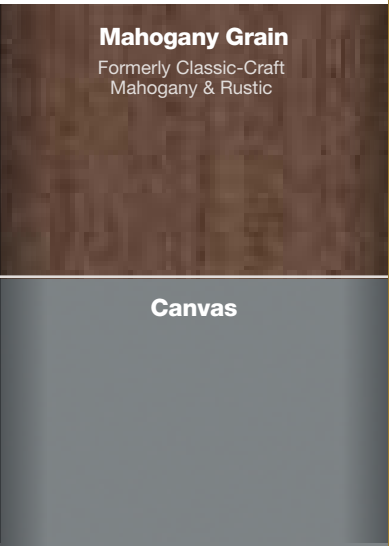 Mahogany Grain
Formerly Classic-Craft
Mahogany & Rustic
Canvas